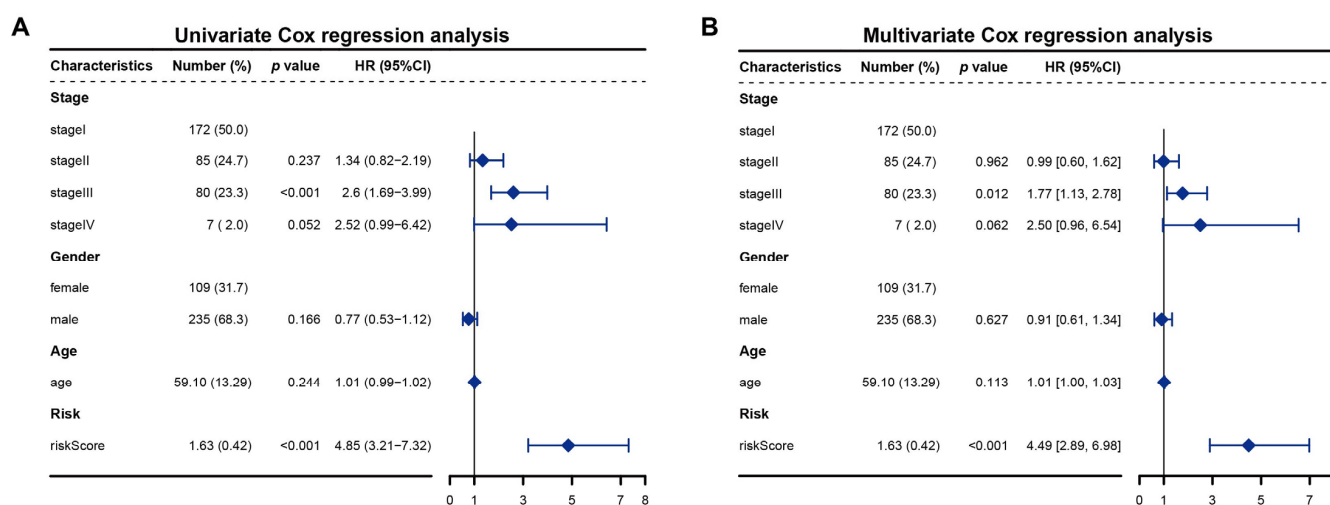 A
Univariate Cox regression analysis
Characteristics Number (%) p value HR (95%CI)
Stage
stageI 172 (50.0)
stageII 85 (24.7) 0.237 1.34 (0.82−2.19)
stageIII 80 (23.3) <0.001 2.6 (1.69−3.99)
stageIV 7 ( 2.0) 0.052 2.52 (0.99−6.42)
Gender
female 109 (31.7)
male 235 (68.3) 0.166 0.77 (0.53−1.12)
Age
age 59.10 (13.29) 0.244 1.01 (0.99−1.02)
Risk
riskScore 1.63 (0.42) <0.001 4.85 (3.21−7.32)
0 1 3 5 7 8
B
Multivariate Cox regression analysis
Characteristics Number (%) p value HR (95%CI)
Stage
stageI 172 (50.0)
stageII 85 (24.7) 0.962 0.99 [0.60, 1.62]
stageIII 80 (23.3) 0.012 1.77 [1.13, 2.78]
stageIV 7 ( 2.0) 0.062 2.50 [0.96, 6.54]
Gender
female 109 (31.7)
male 235 (68.3) 0.627 0.91 [0.61, 1.34]
Age
age 59.10 (13.29) 0.113 1.01 [1.00, 1.03]
Risk
riskScore 1.63 (0.42) <0.001 4.49 [2.89, 6.98]
0 1 3 5 7